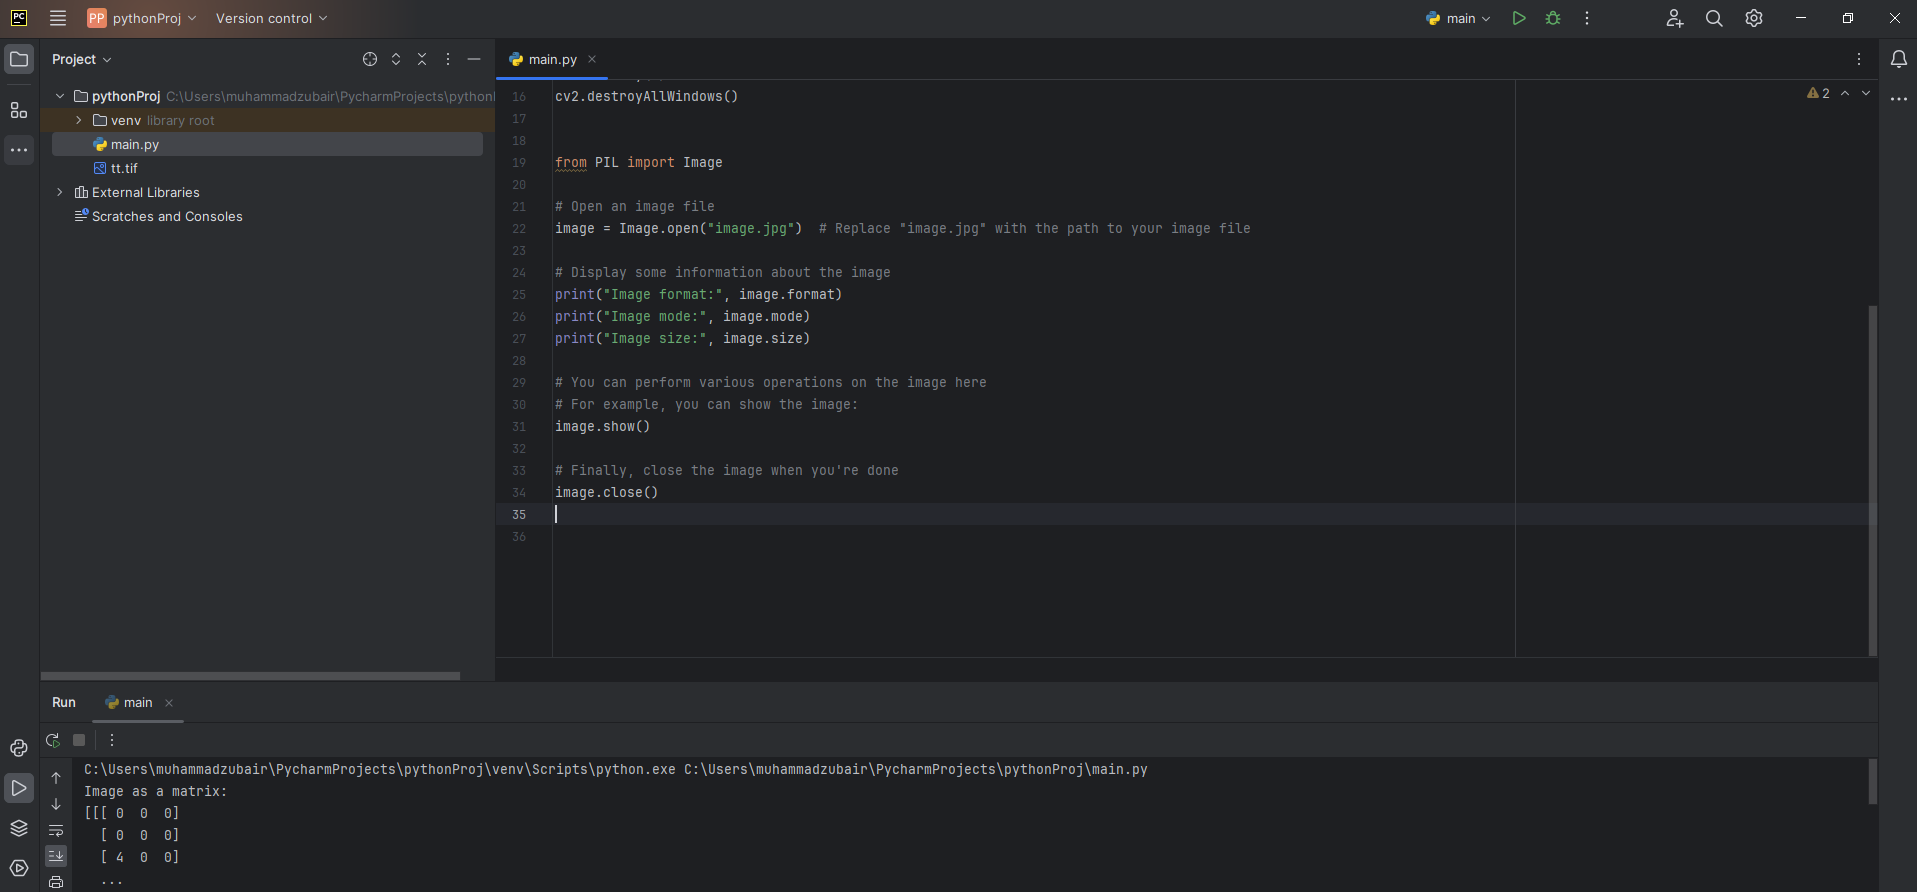 PC
PP pythonProj
Version control
main
Project
main.py
pythonProj C:\Users\muhammadzubair\PycharmProjects\python
venv library root
main.py
tt.tif
External Libraries
Scratches and Consoles
2
16 cv2.destroyAllWindows()
17
18
19 from PIL import Image
20
21 # Open an image file
22 image = Image.open("image.jpg")  # Replace "image.jpg" with the path to your image file
23
24 # Display some information about the image
25 print("Image format:", image.format)
26 print("Image mode:", image.mode)
27 print("Image size:", image.size)
28
29 # You can perform various operations on the image here
30 # For example, you can show the image:
31 image.show()
32
33 # Finally, close the image when you're done
34 image.close()
35
36
Run
main
C:\Users\muhammadzubair\PycharmProjects\pythonProj\venv\Scripts\python.exe C:\Users\muhammadzubair\PycharmProjects\pythonProj\main.py
Image as a matrix:
[[[ 0  0  0]
[ 0  0  0]
[ 4  0  0]
...